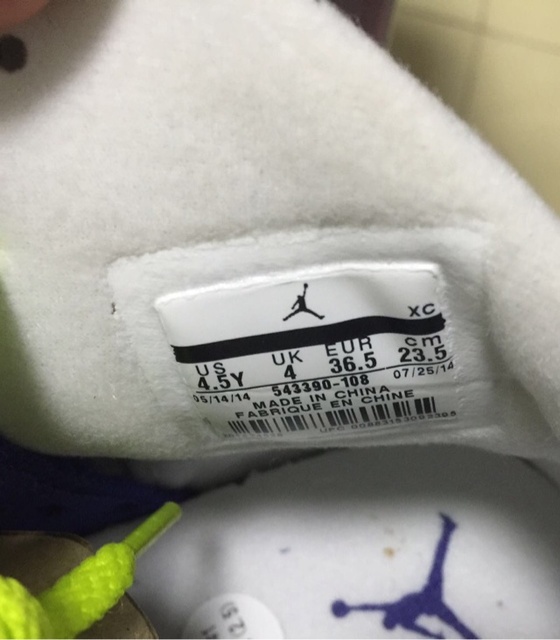 XC
US UK EUR cm
4.5Y 4 36.5 23.5
05/14/14 543390-108 07/25/14
MADE IN CHINA
FABRIQUE EN CHINE
UPC